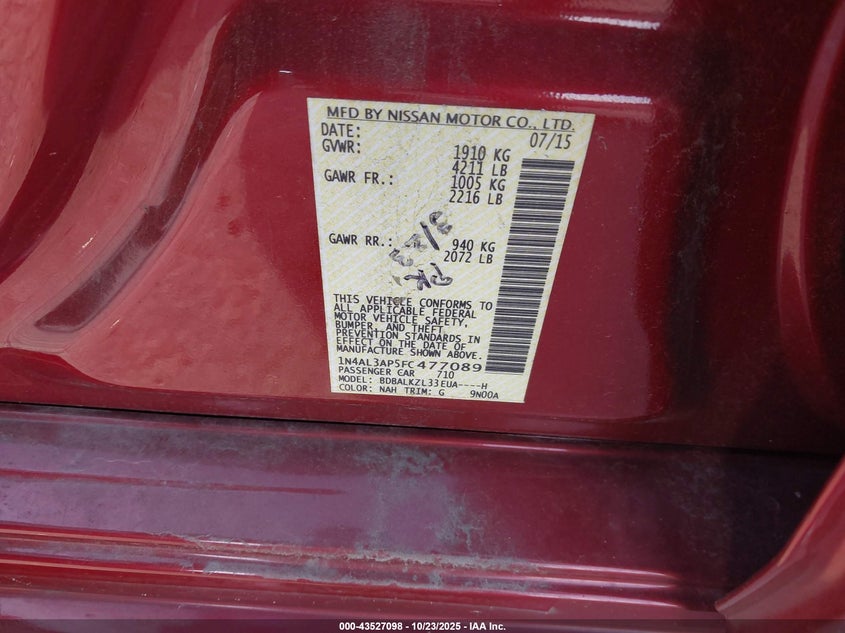 MFD BY NISSAN MOTOR CO., LTD.
DATE: 07/15
GVWR: 1910 KG
4211 LB
GAWR FR.: 1005 KG
2216 LB
GAWR RR.: 940 KG
2072 LB
THIS VEHICLE CONFORMS TO
ALL APPLICABLE FEDERAL
MOTOR VEHICLE SAFETY,
BUMPER, AND THEFT
PREVENTION STANDARDS IN
EFFECT ON THE DATE OF
MANUFACTURE SHOWN ABOVE.
1N4AL3AP5FC477089
PASSENGER CAR 710
MODEL: BDBALKZL33EUA----H
COLOR: NAH TRIM: G 9N00A
000-43527098 - 10/23/2025 - IAA Inc.